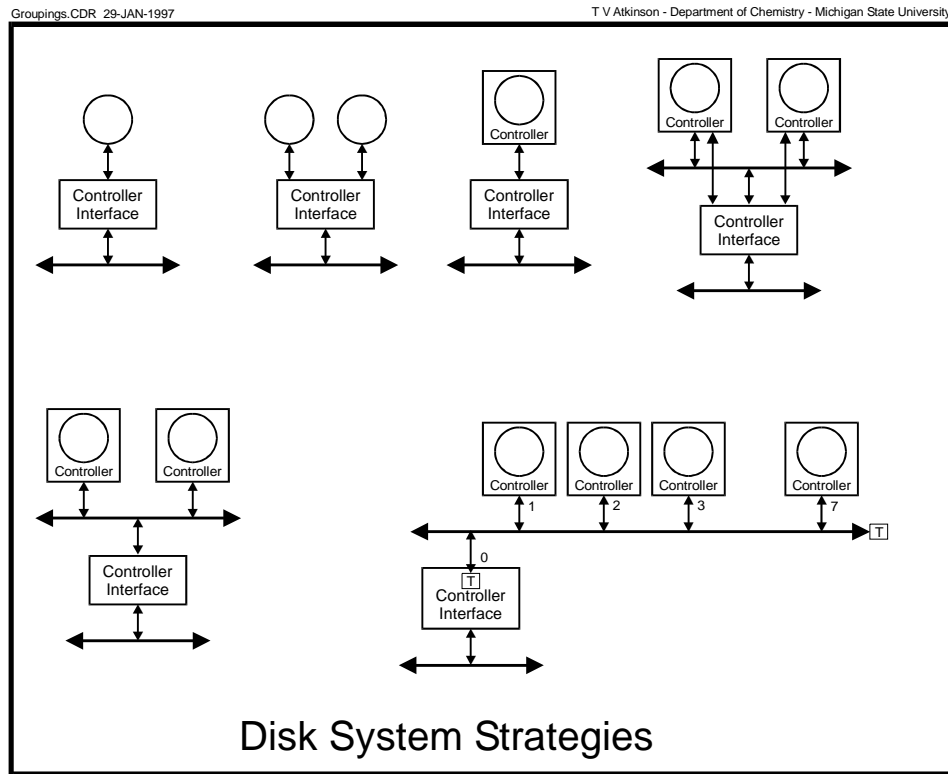 Groupings.CDR 29-JAN-1997
T V Atkinson - Department of Chemistry - Michigan State University
Controller
Interface
Controller
Interface
Controller
Controller
Interface
Controller
Controller
Controller
Interface
Controller
Controller
Controller
Interface
Controller
Controller
Controller
Controller
1
2
3
7
T
0
T
Controller
Interface
Disk System Strategies